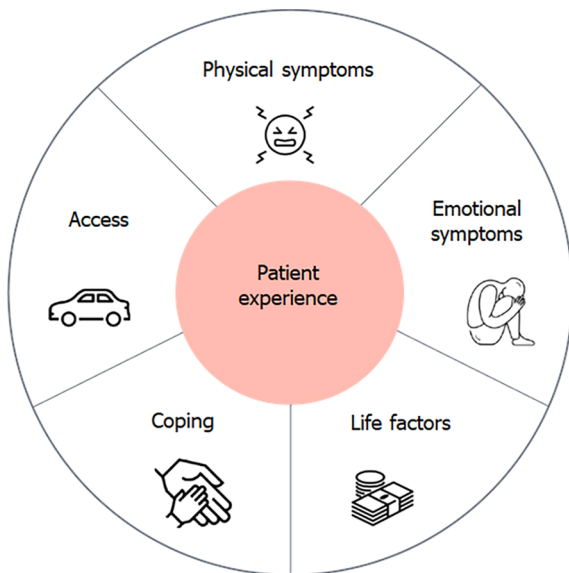 Physical symptoms
Emotional
symptoms
Life factors
Coping
Access
Patient
experience